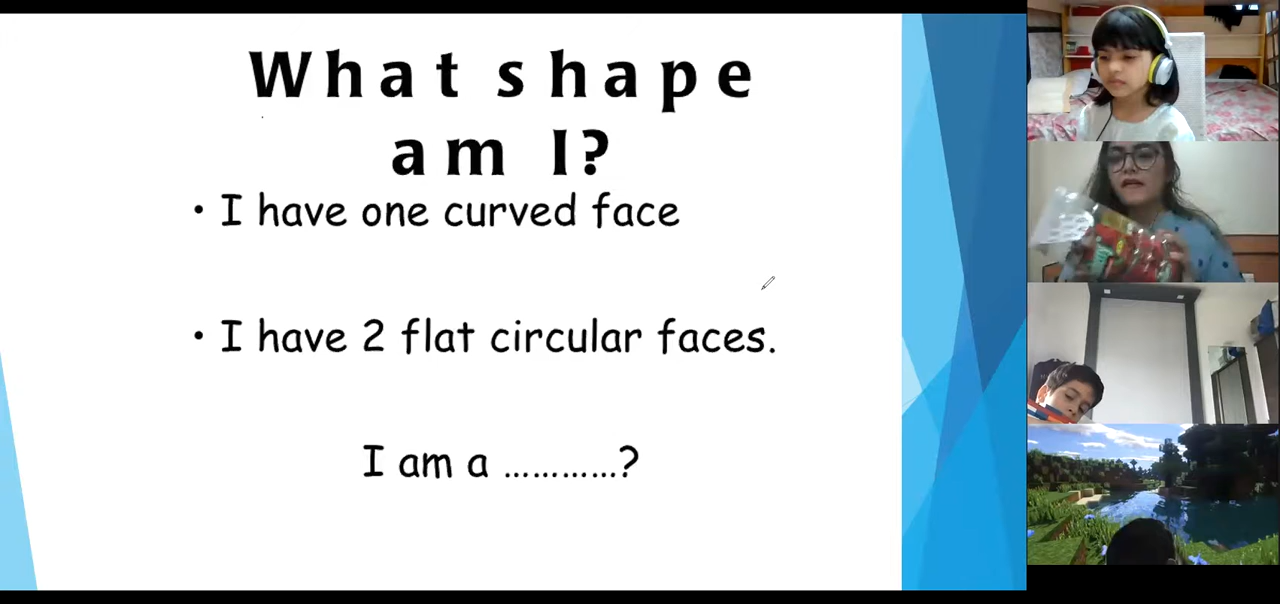 What shape
am I?
• I have one curved face
• I have 2 flat circular faces.
I am a ............?